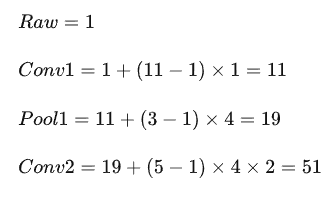 Raw = 1
Conv1 = 1 + (11 − 1) × 1 = 11
Pool1 = 11 + (3 − 1) × 4 = 19
Conv2 = 19 + (5 − 1) × 4 × 2 = 51